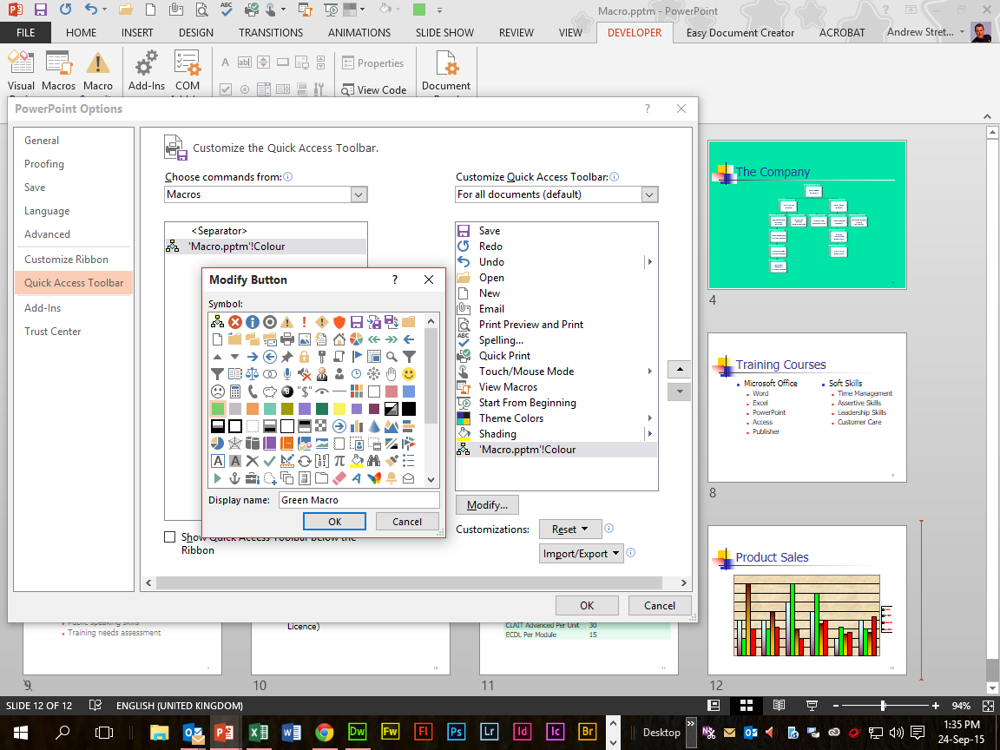 Macro.pptm - PowerPoint
FILE HOME INSERT DESIGN TRANSITIONS ANIMATIONS SLIDE SHOW REVIEW VIEW DEVELOPER Easy Document Creator ACROBAT Andrew Stret...
Properties
Visual Macros Macro Add-Ins COM View Code Document
PowerPoint Options
General
Proofing
Save
Language
Advanced
Customize Ribbon
Quick Access Toolbar
Add-Ins
Trust Center
Customize the Quick Access Toolbar.
Choose commands from:
Macros
<Separator>
'Macro.pptm'!Colour
Customize Quick Access Toolbar:
For all documents (default)
Save
Redo
Undo
Open
New
Email
Print Preview and Print
Spelling...
Quick Print
Touch/Mouse Mode
View Macros
Start From Beginning
Theme Colors
Shading
'Macro.pptm'!Colour
Modify...
Customizations: Reset
Import/Export
Modify Button
Symbol:
Display name: Green Macro
OK Cancel
Show Quick Access Toolbar below the
Ribbon
OK Cancel
The Company
4
Training Courses
Microsoft Office
Word
Excel
PowerPoint
Access
Publisher
Soft Skills
Time Management
Assertive Skills
Leadership Skills
Customer Care
8
Product Sales
12
Public speaking skills
Training needs assessment
9
Licence)
10
CLAIT Advanced Per Unit 30
ECDL Per Module 15
11
SLIDE 12 OF 12 ENGLISH (UNITED KINGDOM) 94%
Desktop
1:35 PM
24-Sep-15